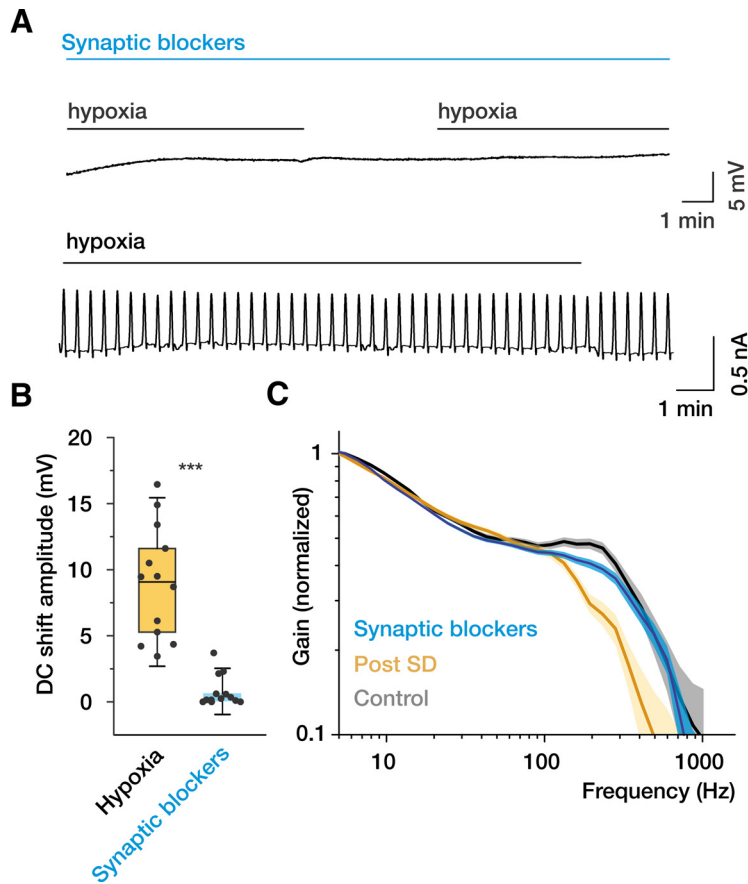 A
Synaptic blockers
hypoxia hypoxia
5 mV
1 min
hypoxia
0.5 nA
1 min
B
DC shift amplitude (mV)
20
15
10
5
0
***
Hypoxia
Synaptic blockers
C
Gain (normalized)
1
0.1
Synaptic blockers
Post SD
Control
10 100 1000
Frequency (Hz)